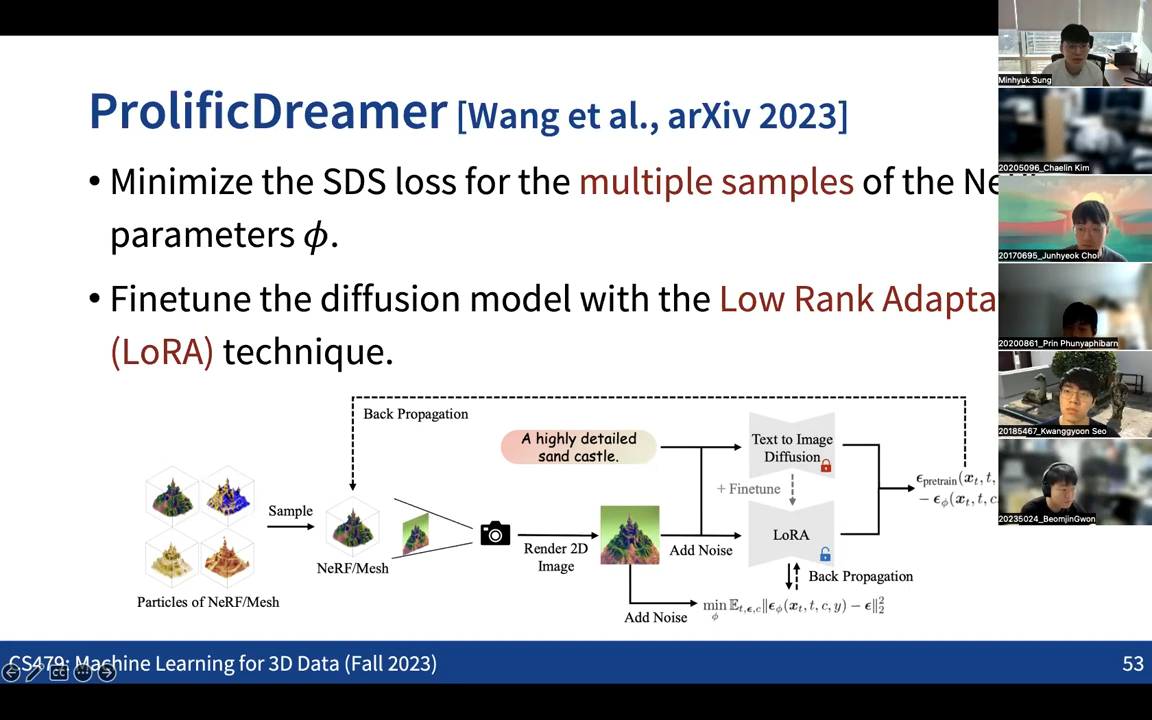 ProlificDreamer [Wang et al., arXiv 2023]
• Minimize the SDS loss for the multiple samples of the Ne
parameters ϕ.
• Finetune the diffusion model with the Low Rank Adapta
(LoRA) technique.
Back Propagation
A highly detailed
sand castle.
Text to Image
Diffusion
+ Finetune
ϵpretrain(xt, t,
− ϵϕ(xt, t, c
Sample
LoRA
Render 2D
Image
Add Noise
NeRF/Mesh
Back Propagation
Particles of NeRF/Mesh
Add Noise
min ϕ 𝔼t,ϵ,c‖ϵϕ(xt, t, c, y) − ϵ‖²₂
CS479: Machine Learning for 3D Data (Fall 2023)
53
CC
Minhyuk Sung
20205096_Chaelin Kim
20170695_Junhyeok Choi
20200861_Prin Phunyaphibarn
20185467_Kwanggyoon Seo
20235024_BeomjinGwon